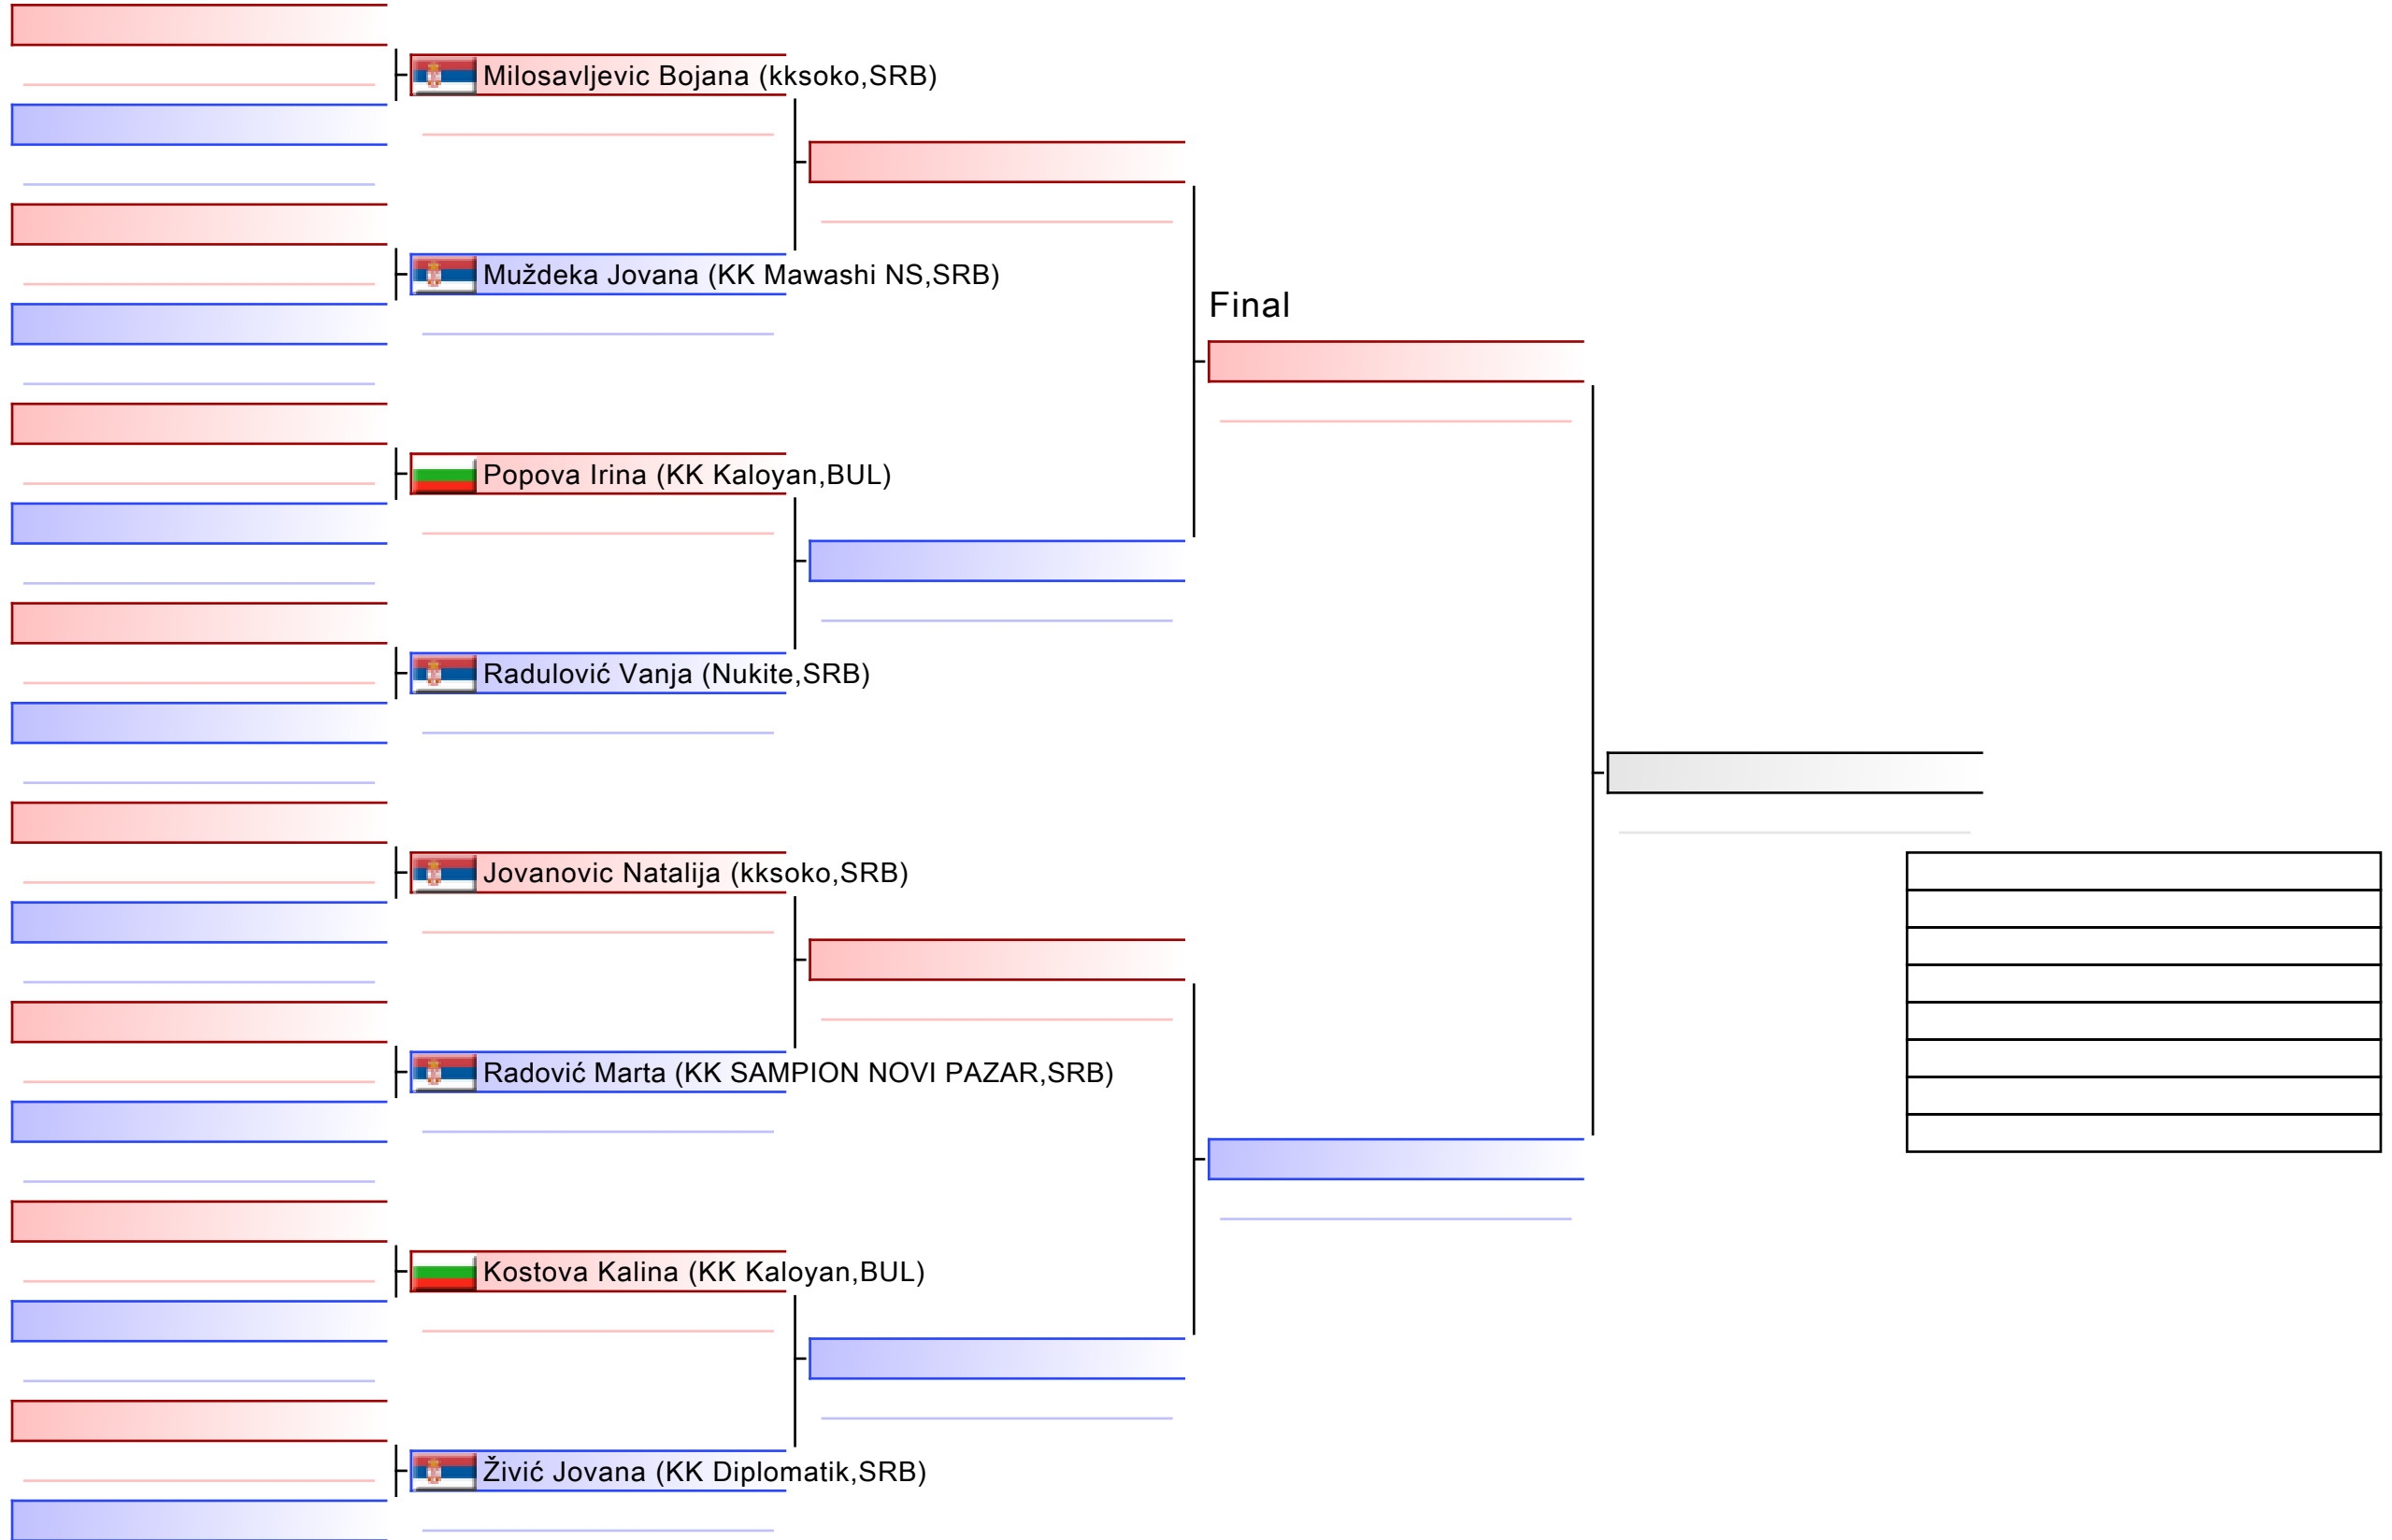 Milosavljevic Bojana (kksoko,SRB)
Muždeka Jovana (KK Mawashi NS,SRB)
Final
Popova Irina (KK Kaloyan,BUL)
Radulović Vanja (Nukite,SRB)
Jovanovic Natalija (kksoko,SRB)
Radović Marta (KK SAMPION NOVI PAZAR,SRB)
Kostova Kalina (KK Kaloyan,BUL)
Živić Jovana (KK Diplomatik,SRB)